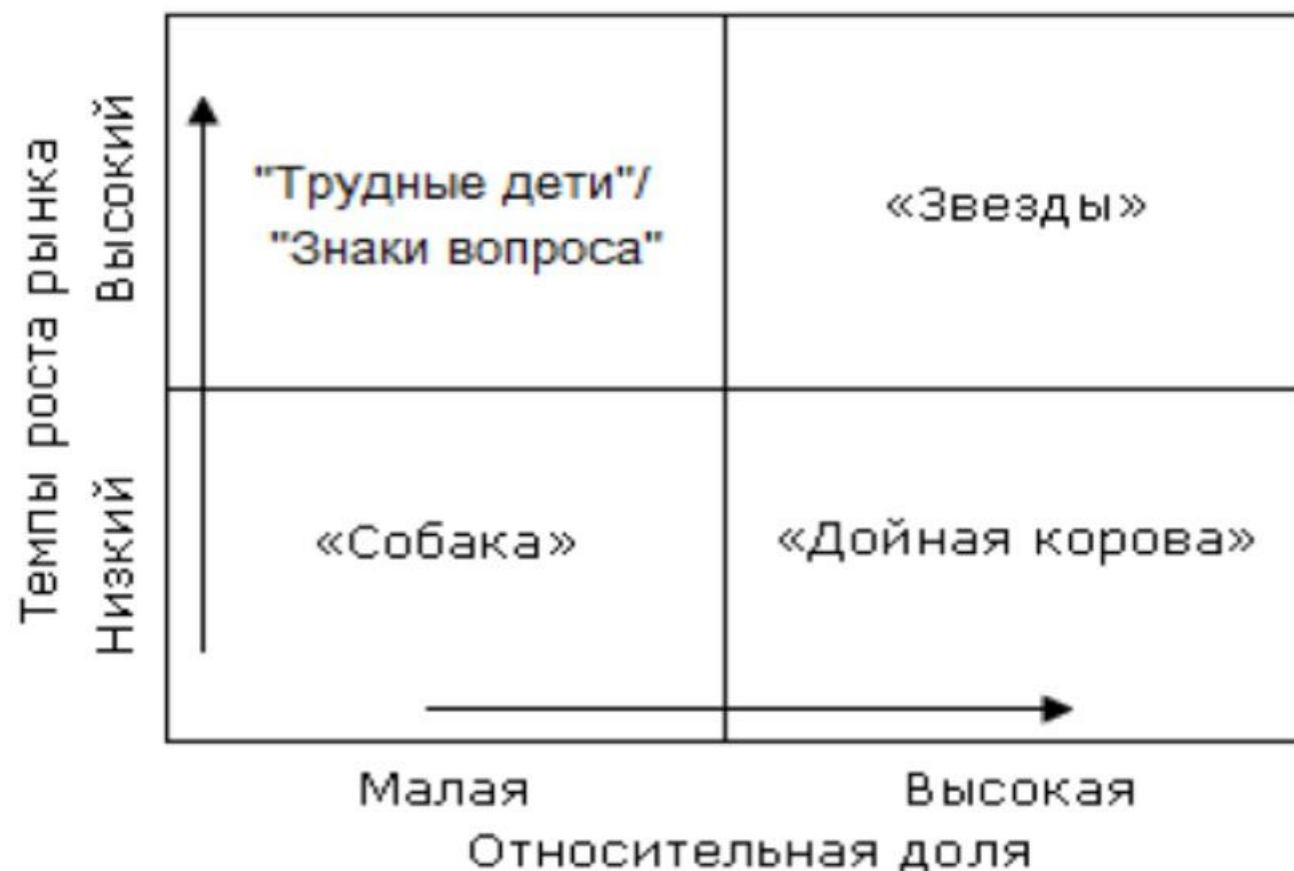 Темпы роста рынка
Высокий
Низкий
"Трудные дети"/
"Знаки вопроса"
«Звезды»
«Собака»
«Дойная корова»
Малая
Высокая
Относительная доля